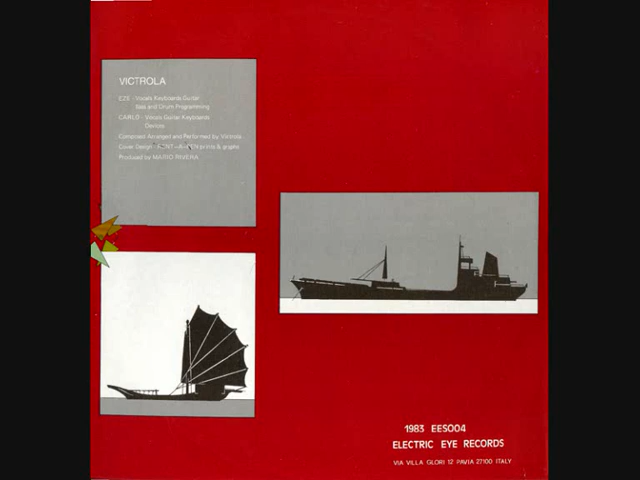 VICTROLA
EZE - Vocals Keyboards Guitar
Bass and Drum Programming
CARLO - Vocals Guitar Keyboards
Devices
Composed Arranged and Performed by Victrola
Cover Design prints & graphs
Produced by MARIO RIVERA
1983 EES004
ELECTRIC EYE RECORDS
VIA VILLA GLORI 12 PAVIA 27100 ITALY